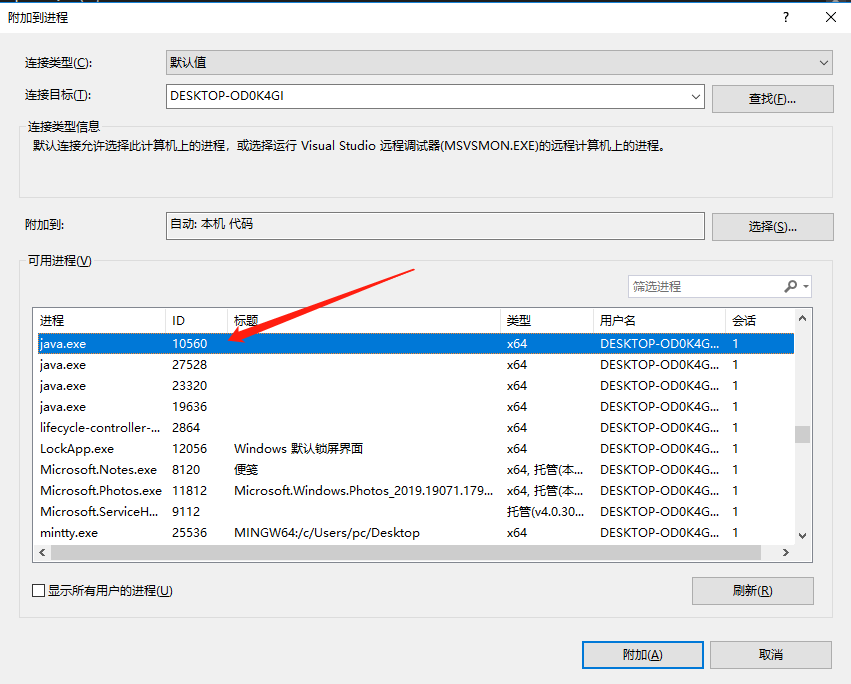 附加到进程
?
连接类型(C):
默认值
连接目标(T):
DESKTOP-OD0K4GI
查找(F)...
连接类型信息
默认连接允许选择此计算机上的进程，或选择运行 Visual Studio 远程调试器(MSVSMON.EXE)的远程计算机上的进程。
附加到:
自动: 本机 代码
选择(S)...
可用进程(V)
筛选进程
进程 ID 标题 类型 用户名 会话
java.exe 10560 x64 DESKTOP-OD0K4G... 1
java.exe 27528 x64 DESKTOP-OD0K4G... 1
java.exe 23320 x64 DESKTOP-OD0K4G... 1
java.exe 19636 x64 DESKTOP-OD0K4G... 1
lifecycle-controller-... 2864 x64 DESKTOP-OD0K4G... 1
LockApp.exe 12056 Windows 默认锁屏界面 x64 DESKTOP-OD0K4G... 1
Microsoft.Notes.exe 8120 便笺 x64, 托管(本... DESKTOP-OD0K4G... 1
Microsoft.Photos.exe 11812 Microsoft.Windows.Photos_2019.19071.179... x64, 托管(本... DESKTOP-OD0K4G... 1
Microsoft.ServiceH... 9112 托管(v4.0.30... DESKTOP-OD0K4G... 1
mintty.exe 25536 MINGW64:/c/Users/pc/Desktop x64 DESKTOP-OD0K4G... 1
显示所有用户的进程(U)
刷新(R)
附加(A)
取消